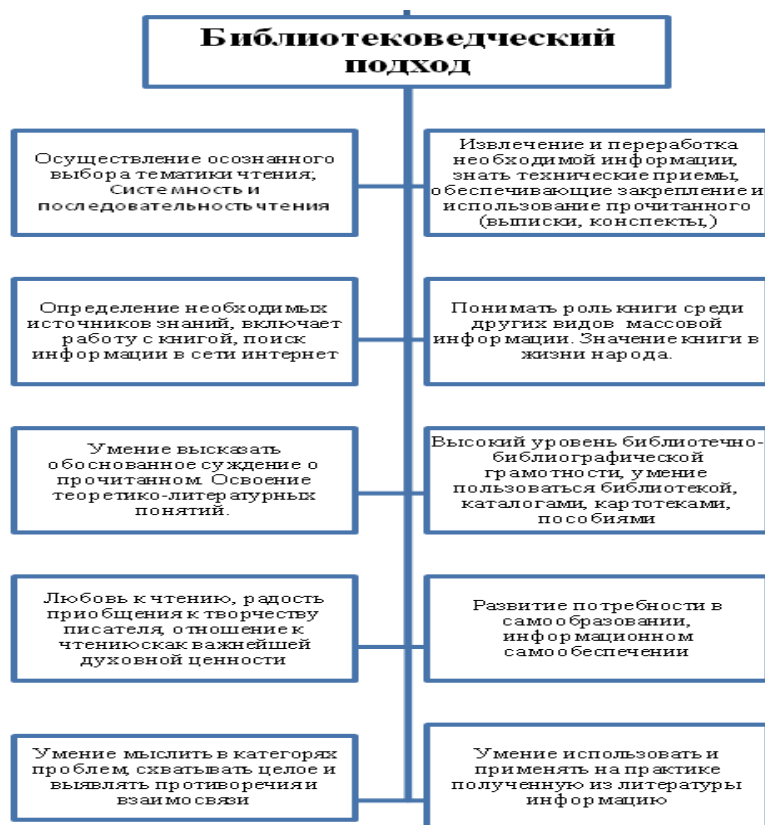 Библиотековедческий
подход
Осуществление осознанного
выбора тематики чтения;
Системность и
последовательность чтения
Извлечение и переработка
необходимой информации,
знать технические приемы,
обеспечивающие закрепление и
использование прочитанного
(выписки, конспекты,)
Определение необходимых
источников знаний, включает
работу с книгой, поиск
информации в сети интернет
Понимать роль книги среди
других видов массовой
информации. Значение книги в
жизни народа.
Умение высказать
обоснованное суждение о
прочитанном. Освоение
теоретико-литературных
понятий.
Высокий уровень библиотечно-
библиографической
грамотности, умение
пользоваться библиотекой,
каталогами, картотеками,
пособиями
Любовь к чтению, радость
приобщения к творчеству
писателя, отношение к
чтениюскак важнейшей
духовной ценности
Развитие потребности в
самообразовании,
информационном
самообеспечении
Умение мыслить в категорях
проблем, схватывать целое и
выявлять противоречия и
взаимосвязи
Умение использовать и
применять на практике
полученную из литературы
информацию